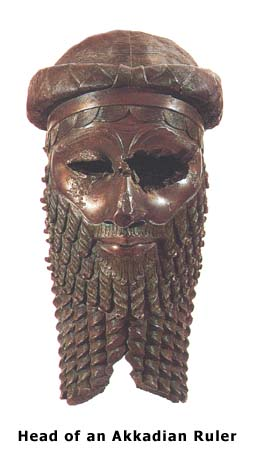 Head of an Akkadian Ruler